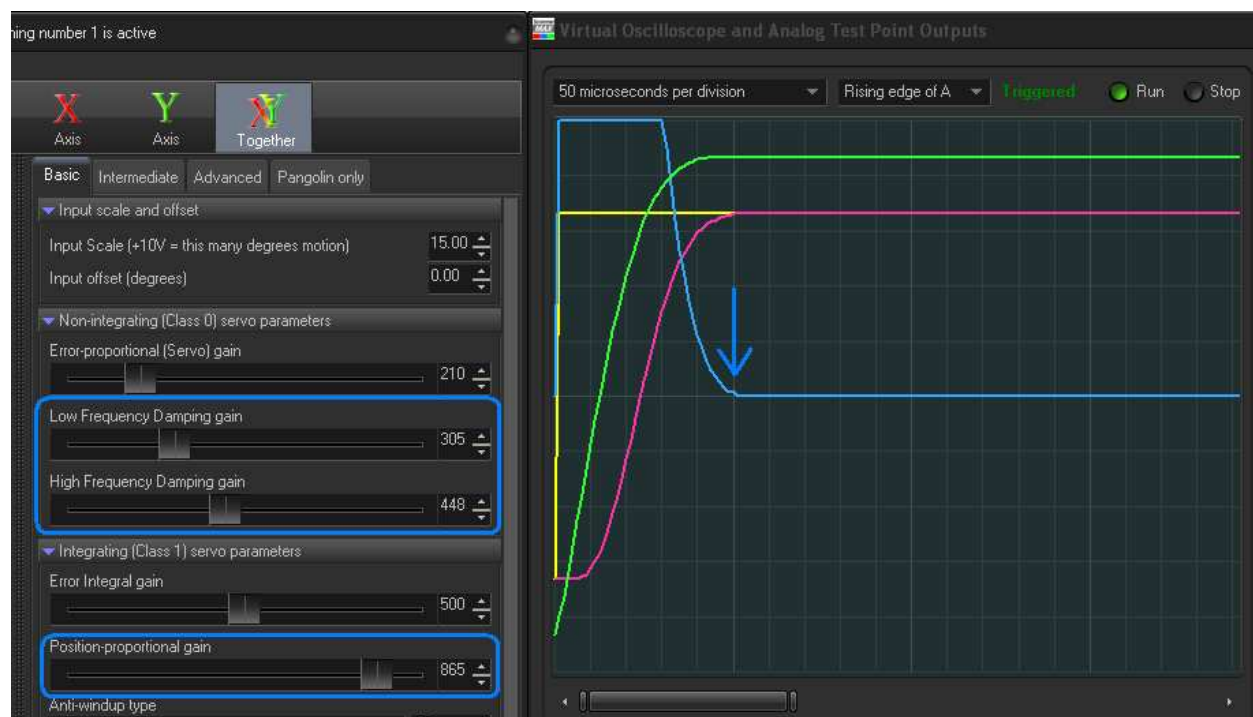 ning number 1 is active
X
Axis
Y
Axis
XY
Together
Basic Intermediate Advanced Pangolin only
Input scale and offset
Input Scale (+10V = this many degrees motion) 15.00
Input offset (degrees) 0.00
Non-integrating (Class 0) servo parameters
Error-proportional (Servo) gain
210
Low Frequency Damping gain
305
High Frequency Damping gain
448
Integrating (Class 1) servo parameters
Error Integral gain
500
Position-proportional gain
865
Anti-windup type
Virtual Oscilloscope and Analog Test Point Outputs
50 microseconds per division Rising edge of A Triggered Run Stop